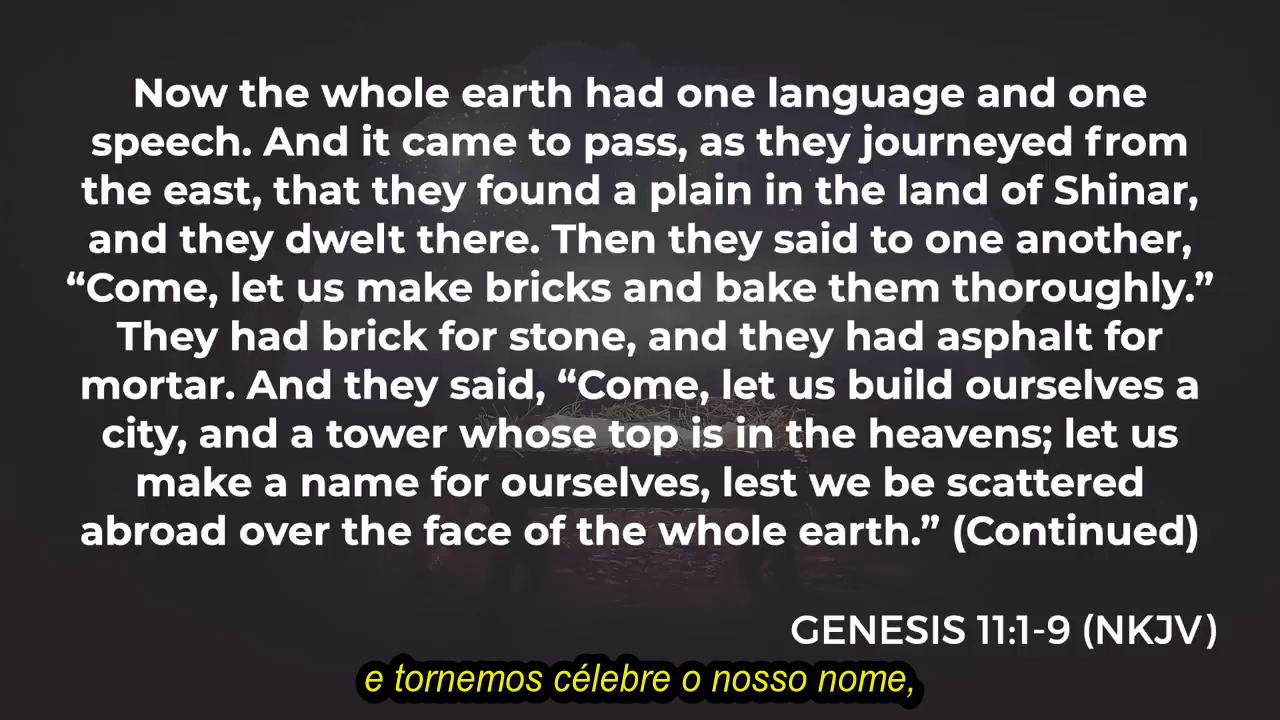 Now the whole earth had one language and one
speech. And it came to pass, as they journeyed from
the east, that they found a plain in the land of Shinar,
and they dwelt there. Then they said to one another,
“Come, let us make bricks and bake them thoroughly.”
They had brick for stone, and they had asphalt for
mortar. And they said, “Come, let us build ourselves a
city, and a tower whose top is in the heavens; let us
make a name for ourselves, lest we be scattered
abroad over the face of the whole earth.” (Continued)
GENESIS 11:1-9 (NKJV)
e tornemos célebre o nosso nome,